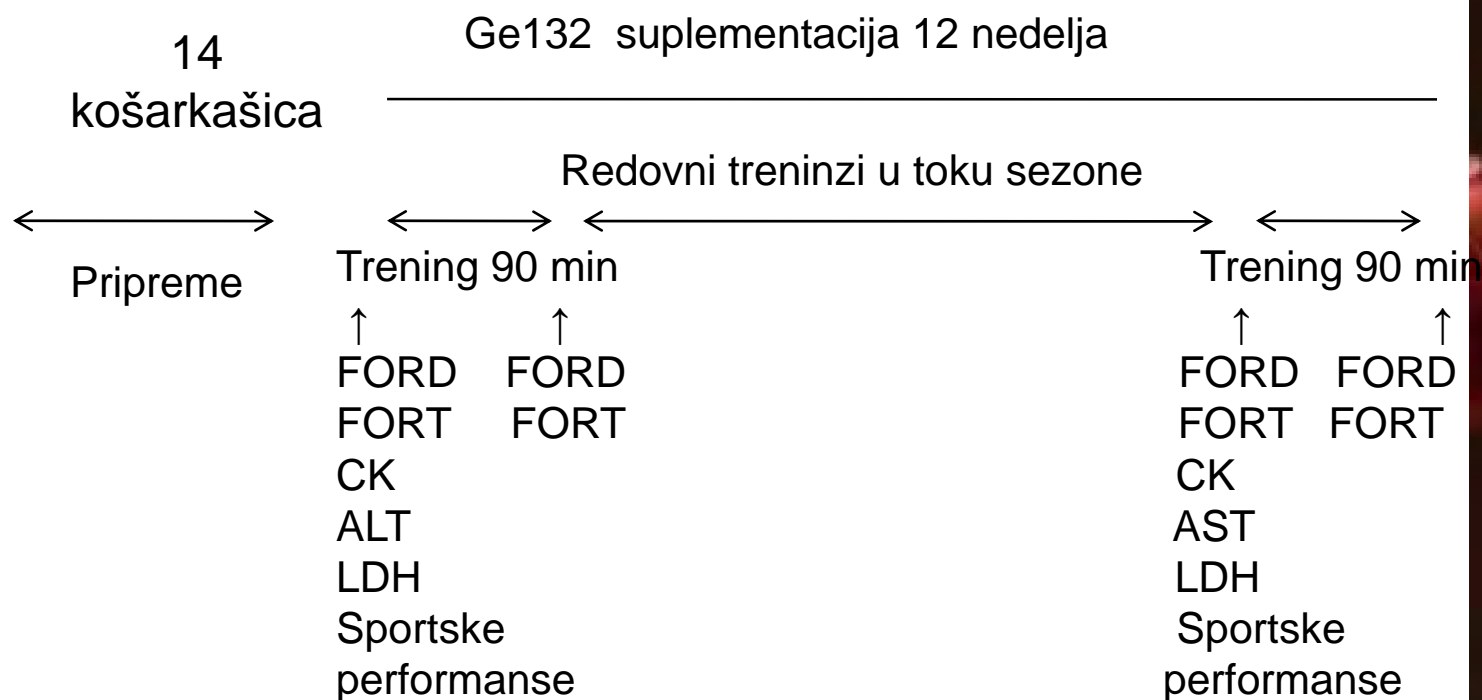 14
košarkašica
Ge132 suplementacija 12 nedelja
Redovni treninzi u toku sezone
Pripreme
Trening 90 min
Trening 90 min
↑ ↑ ↑ ↑
FORD FORD FORD FORD
FORT FORT FORT FORT
CK CK
ALT AST
LDH LDH
Sportske Sportske
performanse performanse